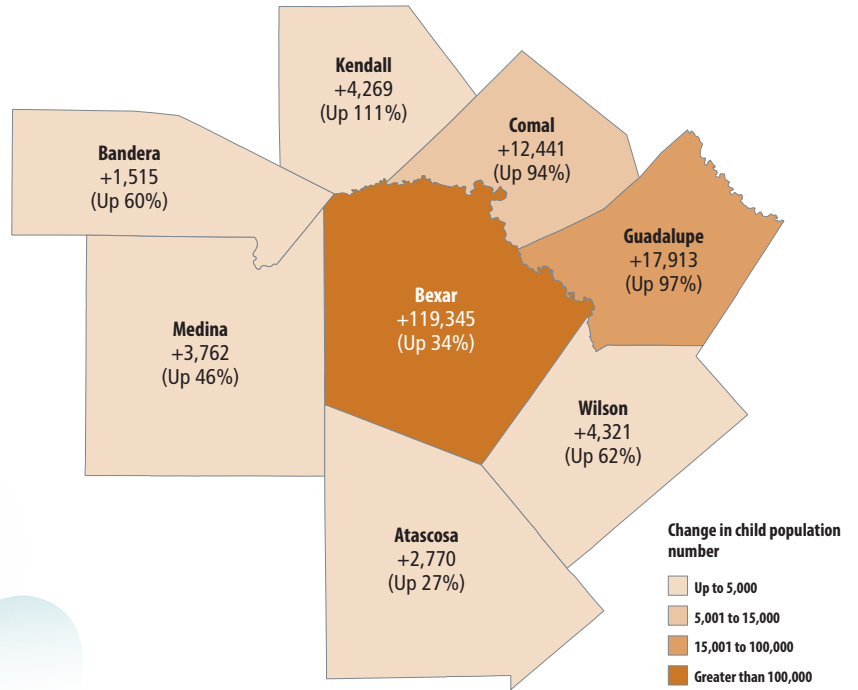 Kendall
+4,269
(Up 111%)
Comal
+12,441
(Up 94%)
Bandera
+1,515
(Up 60%)
Guadalupe
+17,913
(Up 97%)
Bexar
+119,345
(Up 34%)
Medina
+3,762
(Up 46%)
Wilson
+4,321
(Up 62%)
Atascosa
+2,770
(Up 27%)
Change in child population
number
Up to 5,000
5,001 to 15,000
15,001 to 100,000
Greater than 100,000